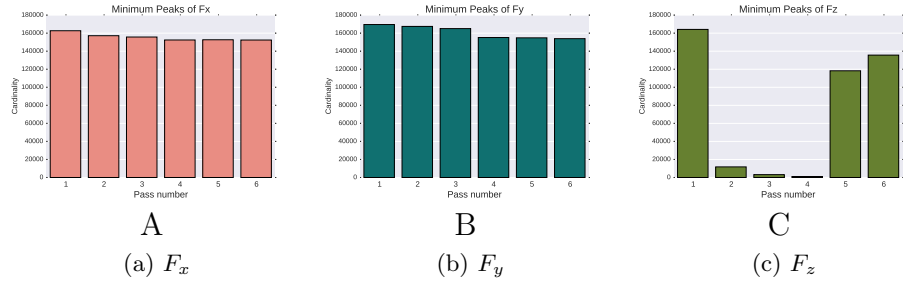 Minimum Peaks of Fx
180000
160000
140000
120000
100000
80000
60000
40000
20000
0
Cardinality
1 2 3 4 5 6
Pass number
A
(a) Fₓ
Minimum Peaks of Fy
180000
160000
140000
120000
100000
80000
60000
40000
20000
0
Cardinality
1 2 3 4 5 6
Pass number
B
(b) F_y
Minimum Peaks of Fz
180000
160000
140000
120000
100000
80000
60000
40000
20000
0
Cardinality
1 2 3 4 5 6
Pass number
C
(c) F_z